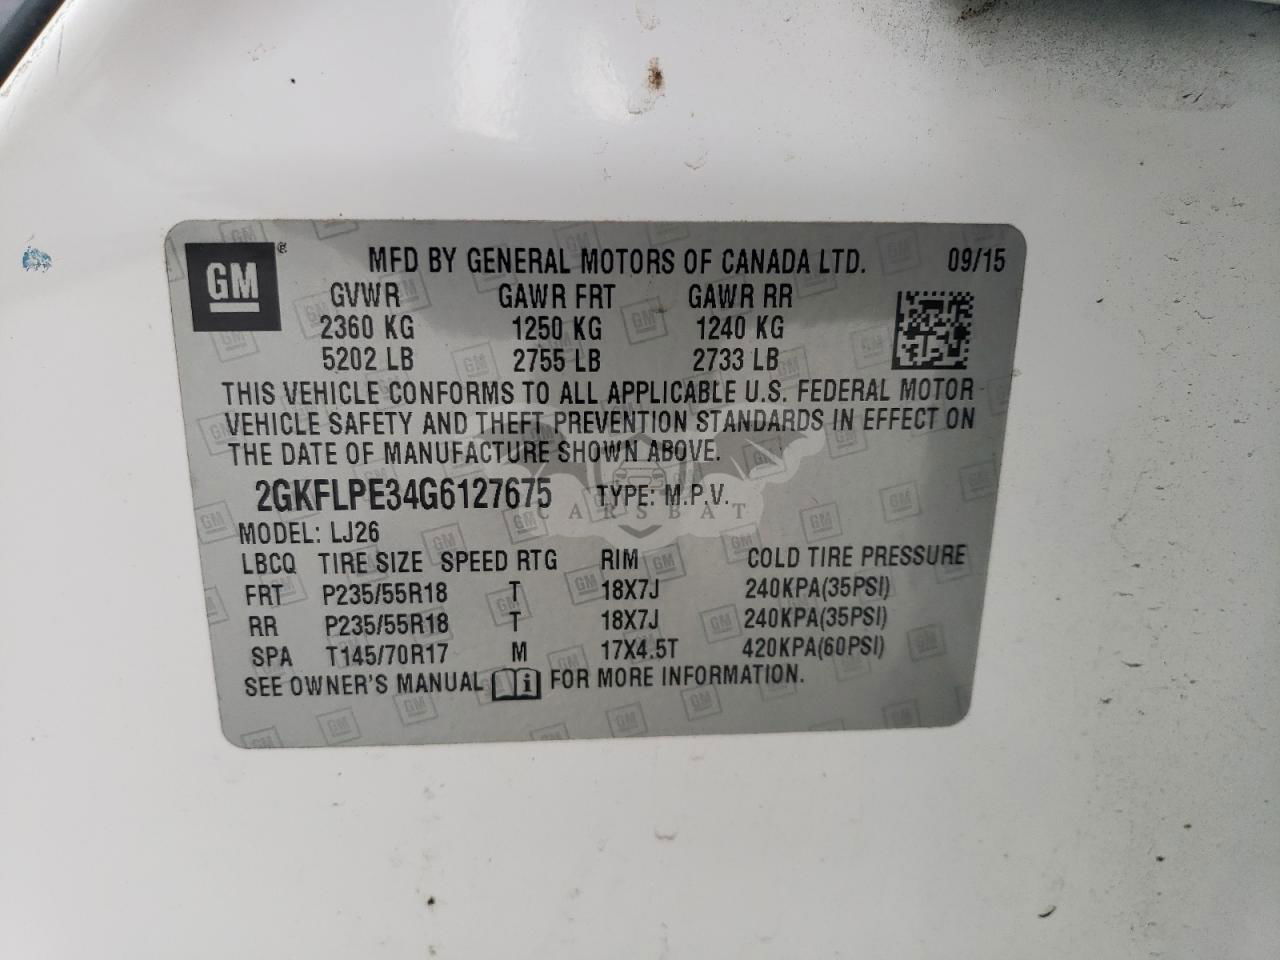 GM ® MFD BY GENERAL MOTORS OF CANADA LTD. 09/15
GVWR GAWR FRT GAWR RR
2360 KG 1250 KG 1240 KG
5202 LB 2755 LB 2733 LB
THIS VEHICLE CONFORMS TO ALL APPLICABLE U.S. FEDERAL MOTOR
VEHICLE SAFETY AND THEFT PREVENTION STANDARDS IN EFFECT ON
THE DATE OF MANUFACTURE SHOWN ABOVE.
2GKFLPE34G6127675 TYPE: M.P.V.
CARSBAT
MODEL: LJ26
LBCQ TIRE SIZE SPEED RTG RIM COLD TIRE PRESSURE
FRT P235/55R18 T 18X7J 240KPA(35PSI)
RR P235/55R18 T 18X7J 240KPA(35PSI)
SPA T145/70R17 M 17X4.5T 420KPA(60PSI)
SEE OWNER'S MANUAL i FOR MORE INFORMATION.